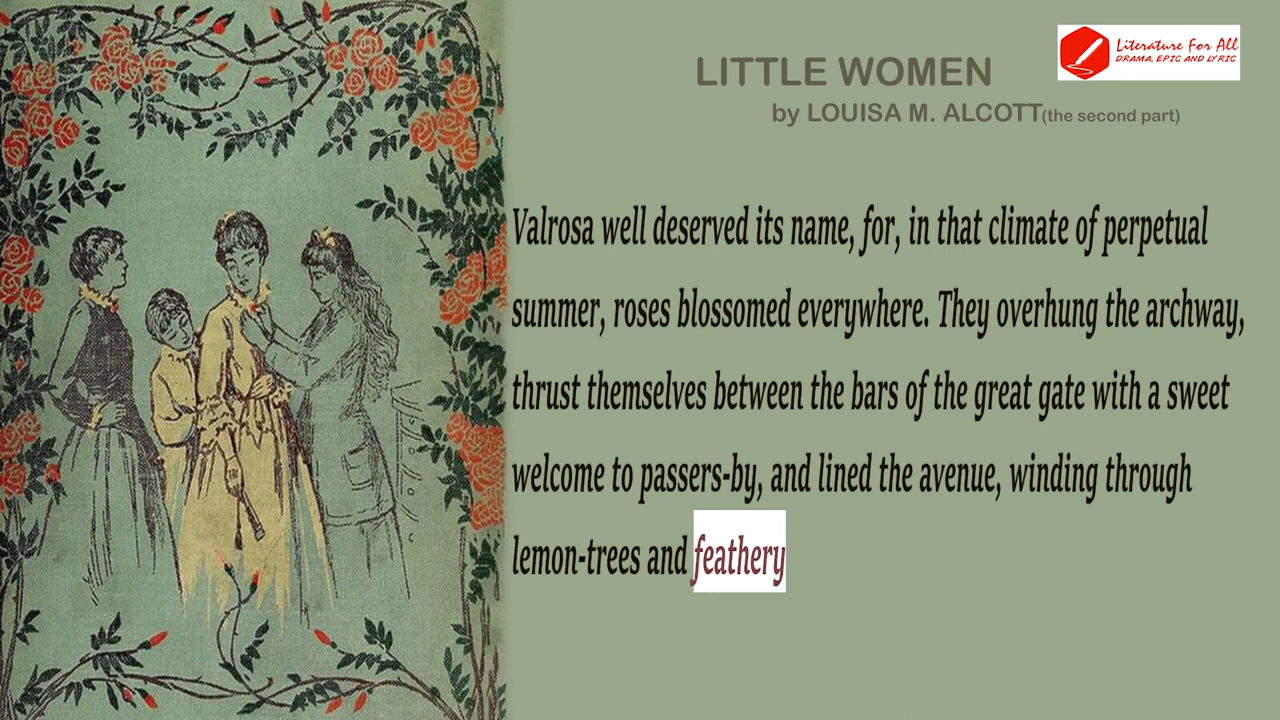 LITTLE WOMEN
by LOUISA M. ALCOTT(the second part)
Literature For All
DRAMA, EPIC AND LYRIC
Valrosa well deserved its name, for, in that climate of perpetual
summer, roses blossomed everywhere. They overhung the archway,
thrust themselves between the bars of the great gate with a sweet
welcome to passers-by, and lined the avenue, winding through
lemon-trees and feathery